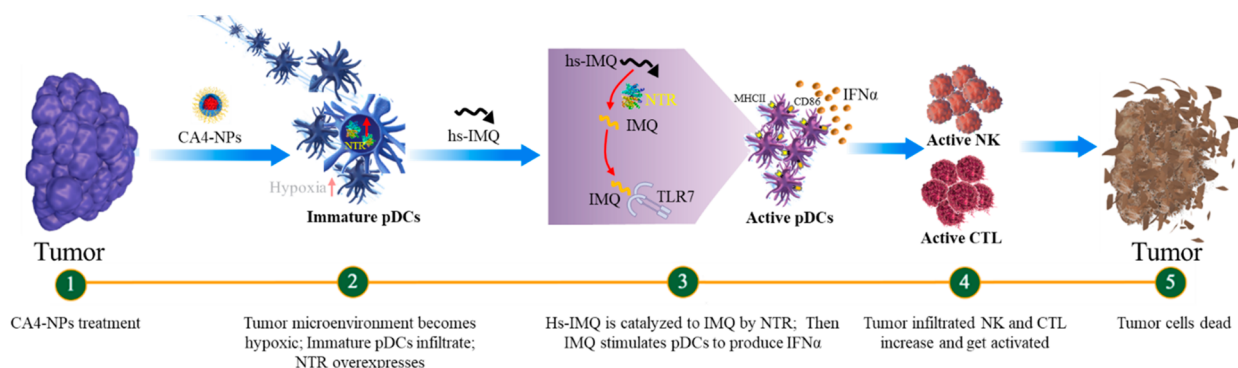 CA4-NPs
Tumor
NTR
Hypoxia
Immature pDCs
hs-IMQ
hs-IMQ
NTR
IMQ
IMQ
TLR7
MHCII
CD86
IFNα
Active pDCs
Active NK
Active CTL
Tumor
1
2
3
4
5
CA4-NPs treatment
Tumor microenvironment becomes
hypoxic; Immature pDCs infiltrate;
NTR overexpresses
Hs-IMQ is catalyzed to IMQ by NTR; Then
IMQ stimulates pDCs to produce IFNα
Tumor infiltrated NK and CTL
increase and get activated
Tumor cells dead